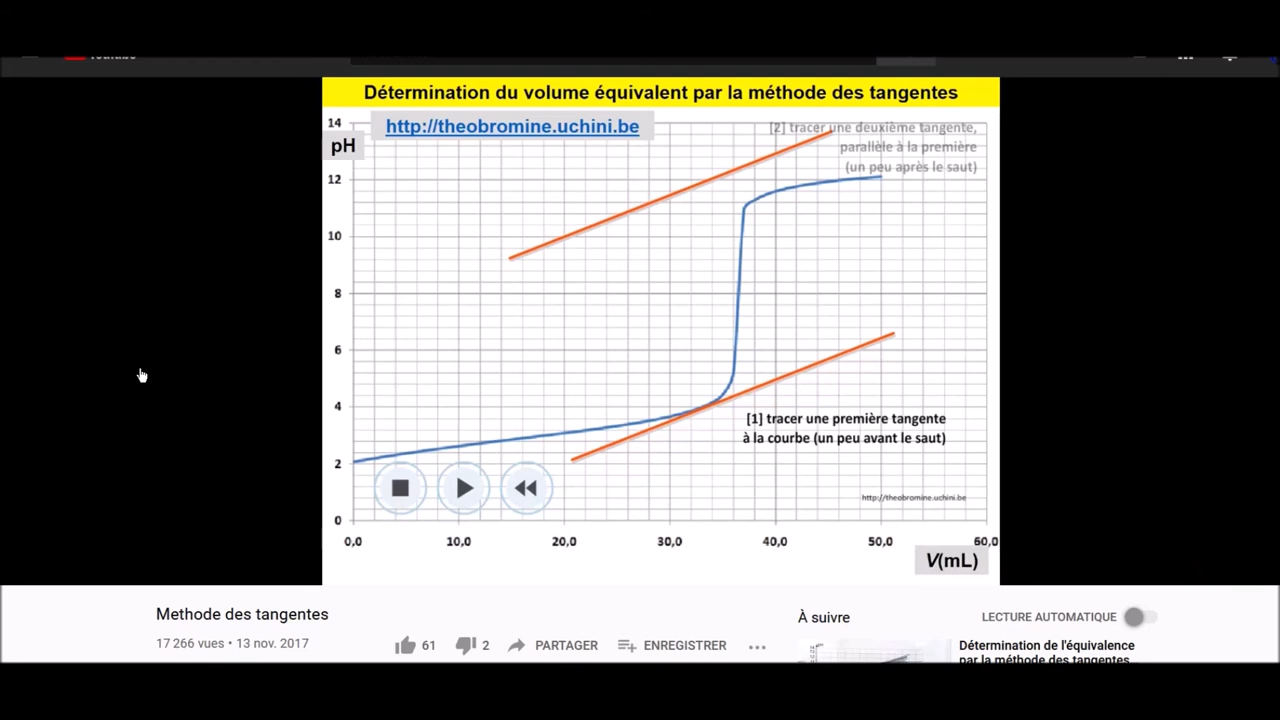 Détermination du volume équivalent par la méthode des tangentes
http://theobromine.uchini.be
[2] tracer une deuxième tangente,
parallèle à la première
(un peu après le saut)
pH
14
12
10
8
6
4
2
0
[1] tracer une première tangente
à la courbe (un peu avant le saut)
http://theobromine.uchini.be
0,0 10,0 20,0 30,0 40,0 50,0 60,0
V(mL)
Methode des tangentes
17 266 vues • 13 nov. 2017
61 2 PARTAGER ENREGISTRER
À suivre
LECTURE AUTOMATIQUE
Détermination de l'équivalence
par la méthode des tangentes...